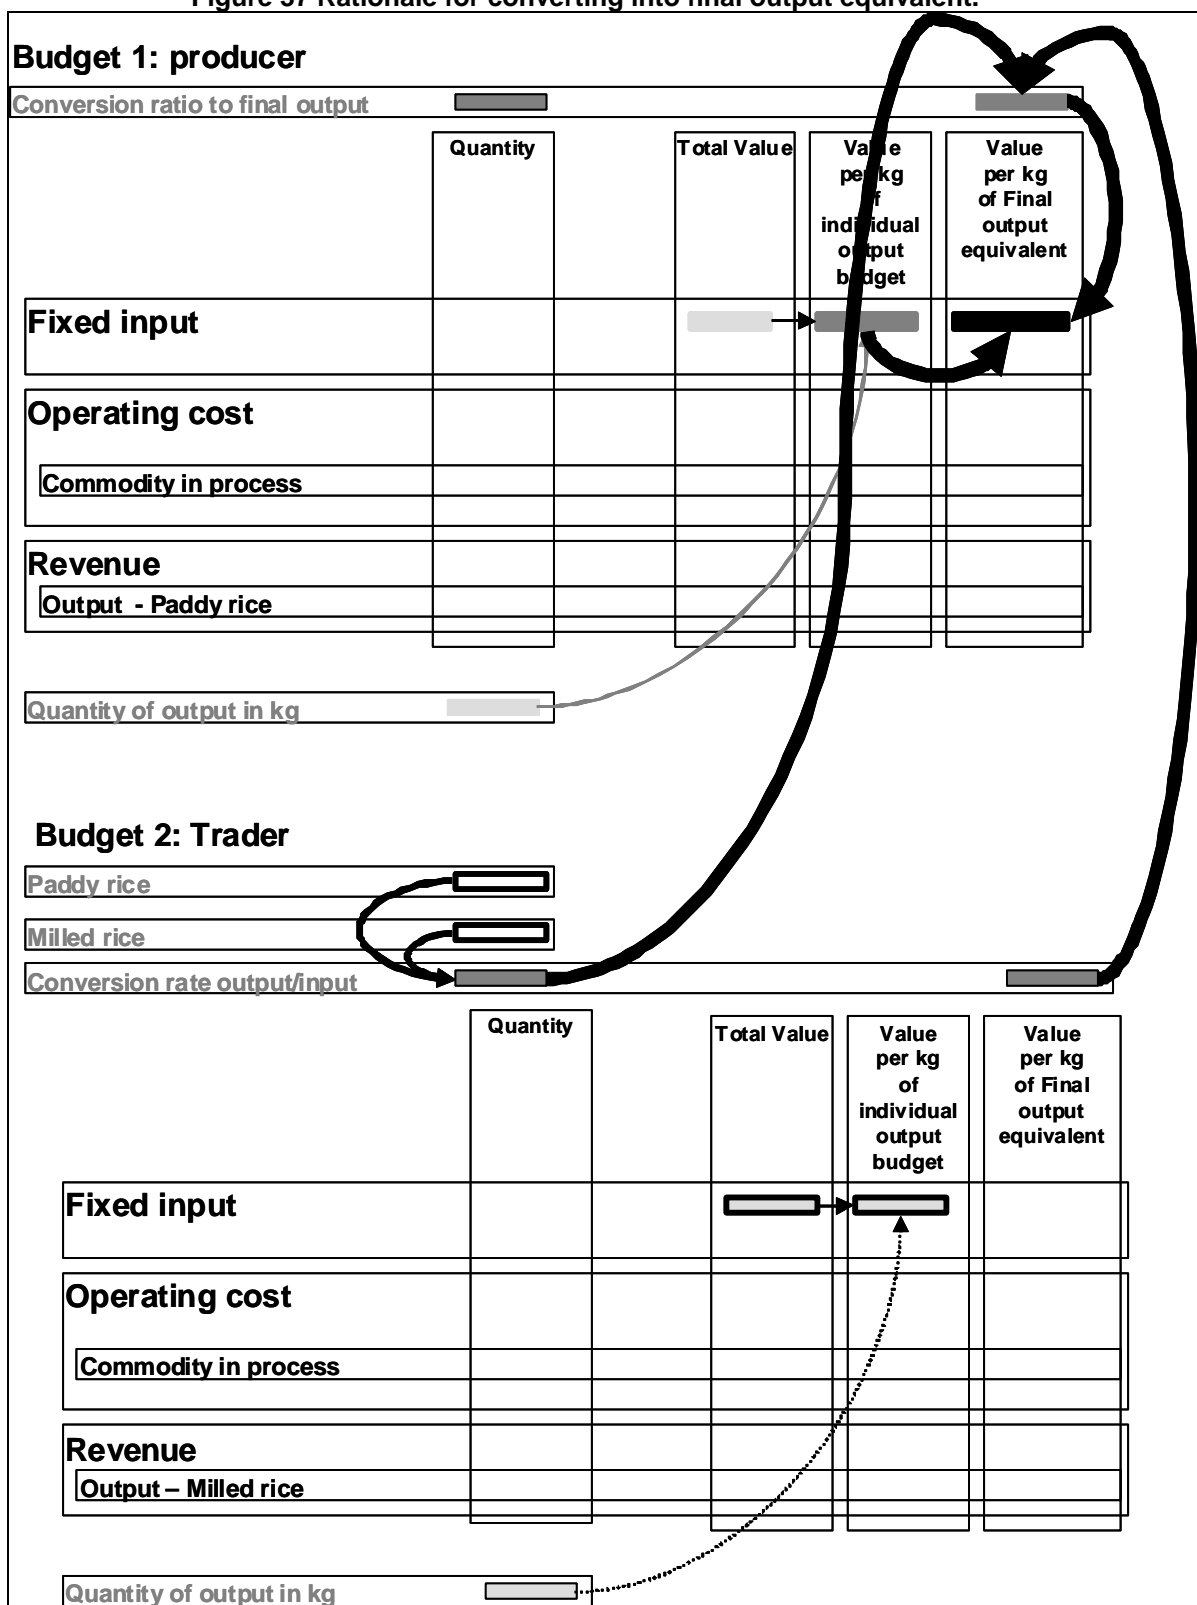 Figure 37 Rationale for converting into final output equivalent.
Budget 1: producer
Conversion ratio to final output
Quantity
Total Value
Value
per kg
of
individual
output
budget
Value
per kg
of Final
output
equivalent
Fixed input
Operating cost
Commodity in process
Revenue
Output - Paddy rice
Quantity of output in kg
Budget 2: Trader
Paddy rice
Milled rice
Conversion rate output/input
Quantity
Total Value
Value
per kg
of
individual
output
budget
Value
per kg
of Final
output
equivalent
Fixed input
Operating cost
Commodity in process
Revenue
Output – Milled rice
Quantity of output in kg